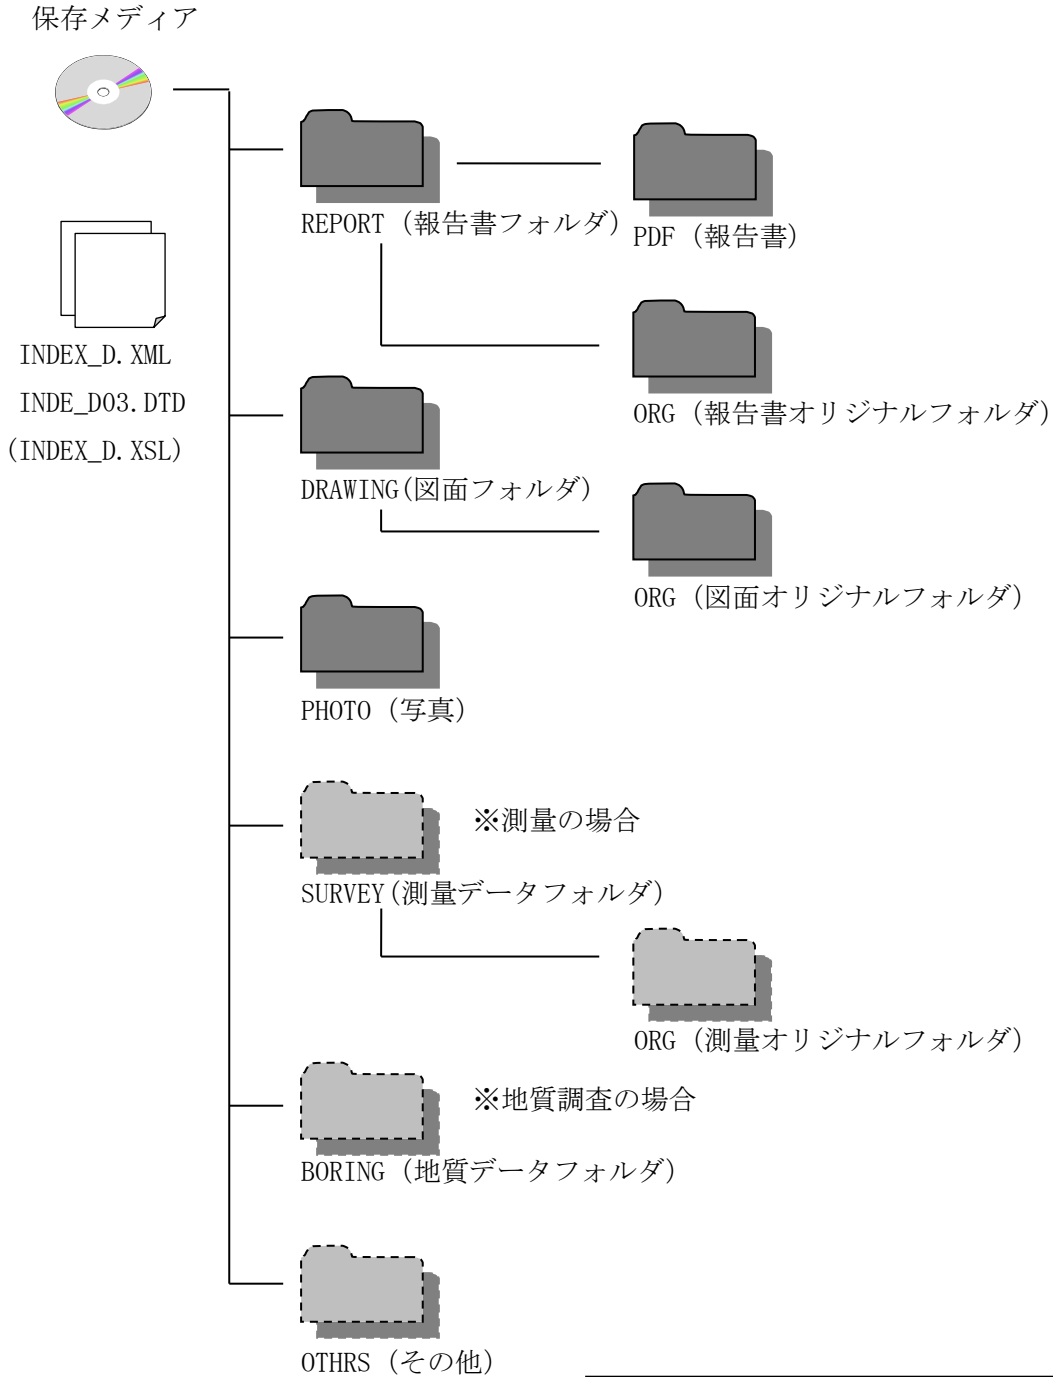 保存メディア
REPORT（報告書フォルダ）
PDF（報告書）
INDEX_D.XML
INDE_D03.DTD
(INDEX_D.XSL)
ORG（報告書オリジナルフォルダ）
DRAWING(図面フォルダ）
ORG（図面オリジナルフォルダ）
PHOTO（写真）
※測量の場合
SURVEY(測量データフォルダ）
ORG（測量オリジナルフォルダ）
※地質調査の場合
BORING（地質データフォルダ）
OTHRS（その他）